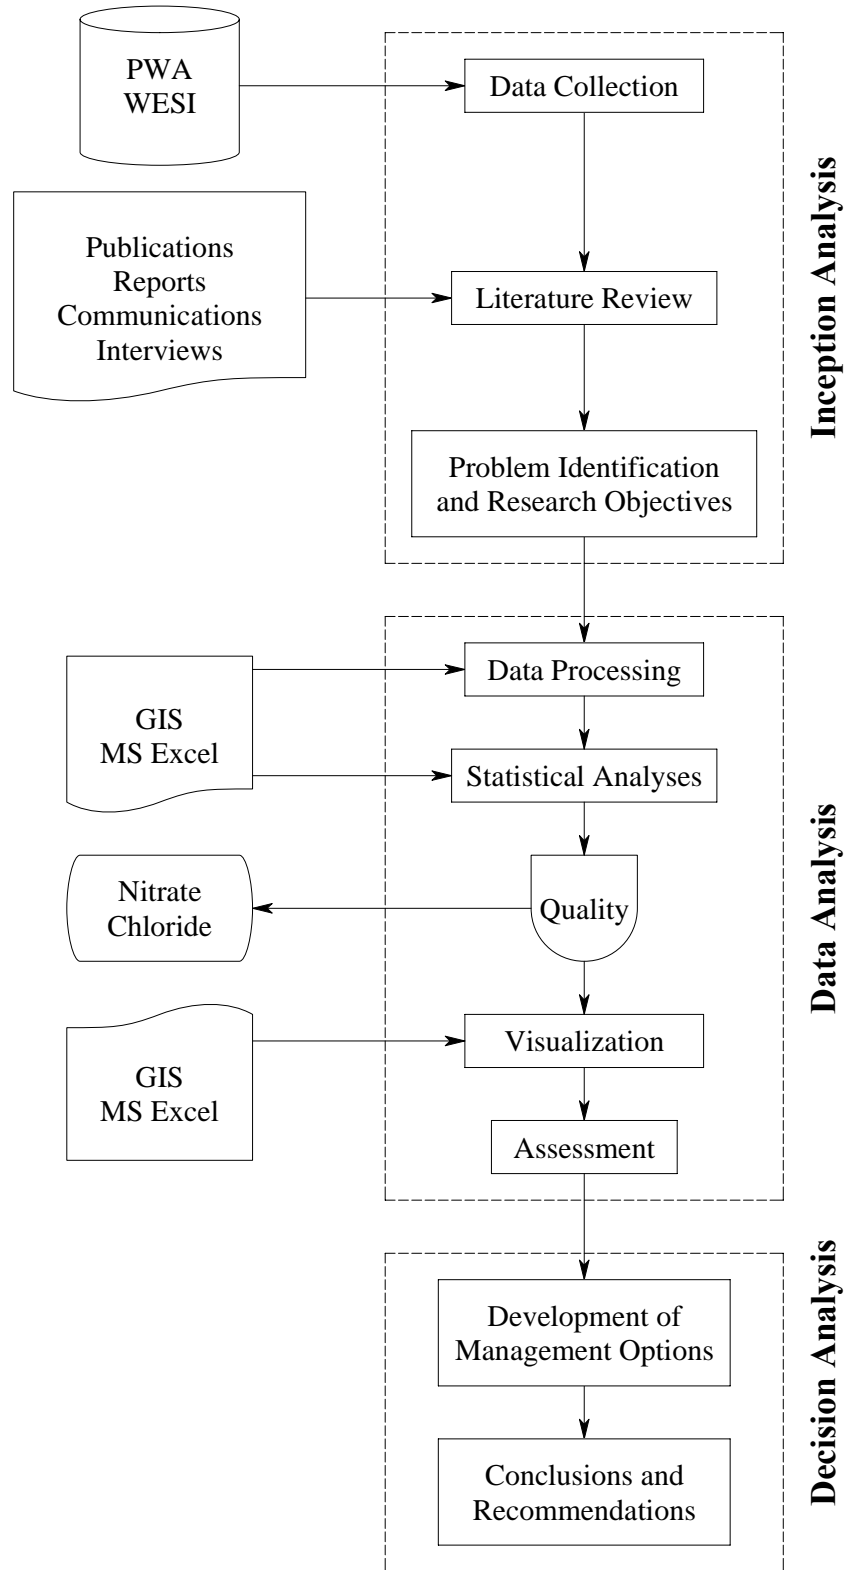 PWA
WESI
Data Collection
Publications
Reports
Communications
Interviews
Literature Review
Problem Identification
and Research Objectives
Inception Analysis
GIS
MS Excel
Data Processing
Statistical Analyses
Nitrate
Chloride
Quality
GIS
MS Excel
Visualization
Assessment
Data Analysis
Development of
Management Options
Conclusions and
Recommendations
Decision Analysis